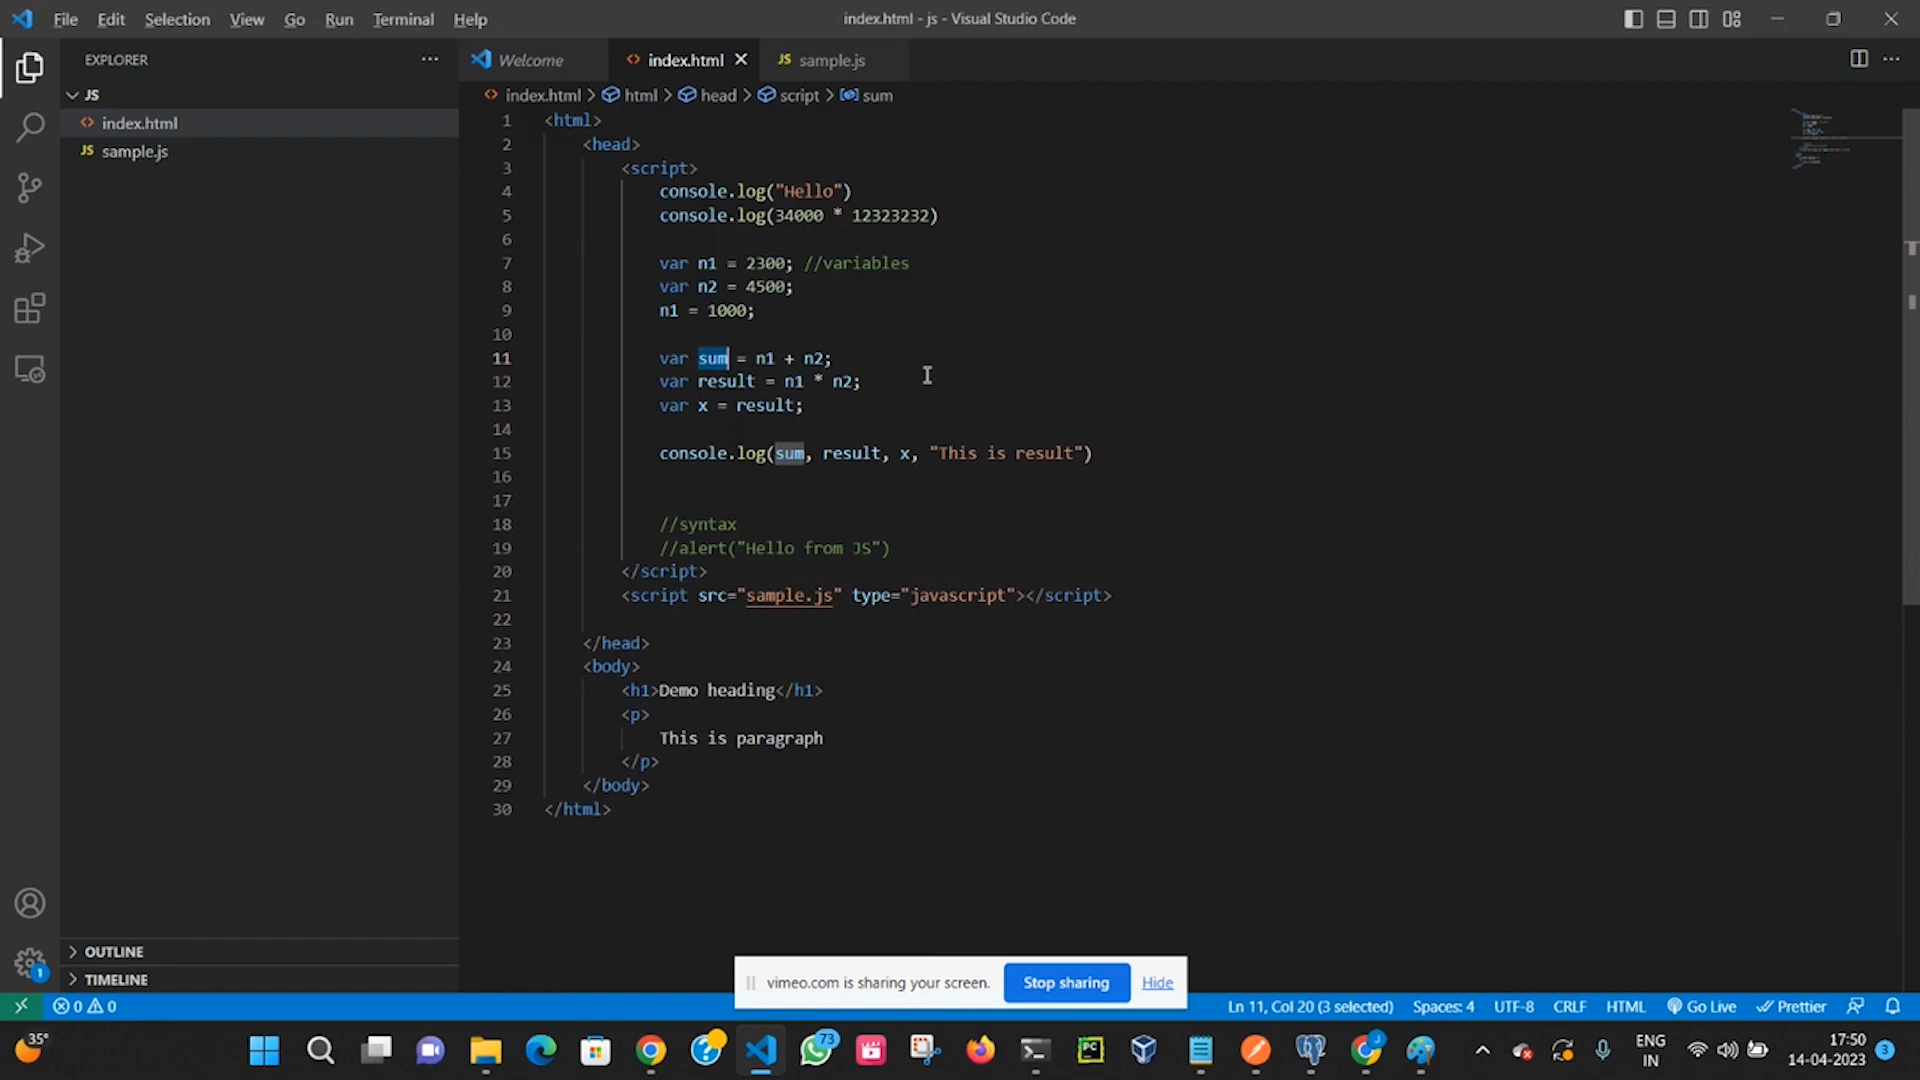 File Edit Selection View Go Run Terminal Help
index.html - js - Visual Studio Code
EXPLORER
JS
index.html
JS sample.js
OUTLINE
TIMELINE
Welcome
index.html
JS sample.js
index.html > html > head > script > sum
1 <html>
2 <head>
3 <script>
4 console.log("Hello")
5 console.log(34000 * 12323232)
6
7 var n1 = 2300; //variables
8 var n2 = 4500;
9 n1 = 1000;
10
11 var sum = n1 + n2;
12 var result = n1 * n2;
13 var x = result;
14
15 console.log(sum, result, x, "This is result")
16
17
18 //syntax
19 //alert("Hello from JS")
20 </script>
21 <script src="sample.js" type="javascript"></script>
22
23 </head>
24 <body>
25 <h1>Demo heading</h1>
26 <p>
27 This is paragraph
28 </p>
29 </body>
30 </html>
vimeo.com is sharing your screen. Stop sharing Hide
1
0 0
Ln 11, Col 20 (3 selected) Spaces: 4 UTF-8 CRLF HTML Go Live Prettier
35°
73
PC
J
ENG
IN
17:50
14-04-2023
3